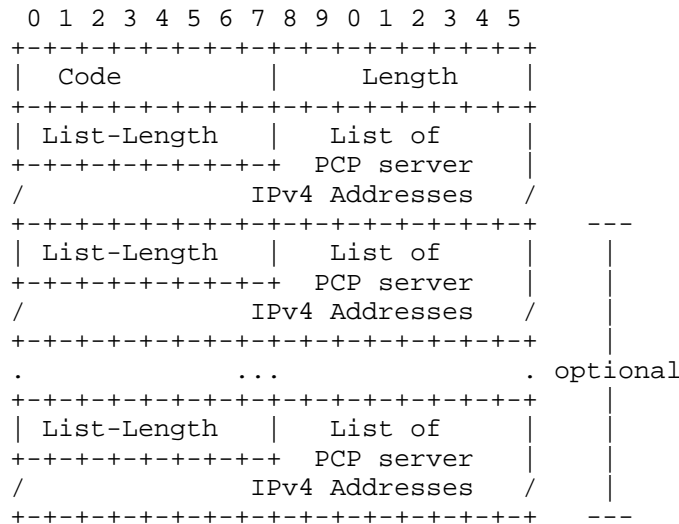 0 1 2 3 4 5 6 7 8 9 0 1 2 3 4 5
+-+-+-+-+-+-+-+-+-+-+-+-+-+-+-+-+
|  Code         |     Length    |
+-+-+-+-+-+-+-+-+-+-+-+-+-+-+-+-+
| List-Length   |   List of     |
+-+-+-+-+-+-+-+-+  PCP server   |
/              IPv4 Addresses   /
+-+-+-+-+-+-+-+-+-+-+-+-+-+-+-+-+   ---
| List-Length   |   List of     |    |
+-+-+-+-+-+-+-+-+  PCP server   |    |
/              IPv4 Addresses   /    |
+-+-+-+-+-+-+-+-+-+-+-+-+-+-+-+-+    |
.             ...               . optional
+-+-+-+-+-+-+-+-+-+-+-+-+-+-+-+-+    |
| List-Length   |   List of     |    |
+-+-+-+-+-+-+-+-+  PCP server   |    |
/              IPv4 Addresses   /    |
+-+-+-+-+-+-+-+-+-+-+-+-+-+-+-+-+   ---